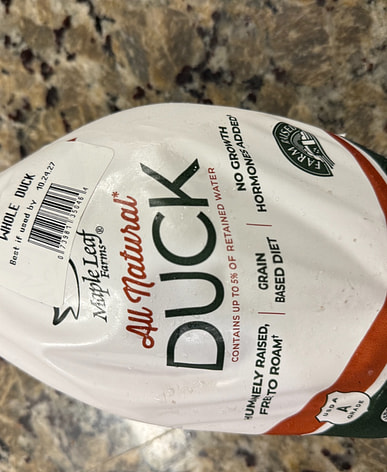 WHOLE DUCK
Best if used by 10.24.27
Maple Leaf
Farms®
All Natural*
DUCK
CONTAINS UP TO 5% OF RETAINED WATER
HUMANELY RAISED,
FREE TO ROAM†
GRAIN
BASED DIET
NO GROWTH
HORMONES ADDED
FARM
USDA
A
GRADE